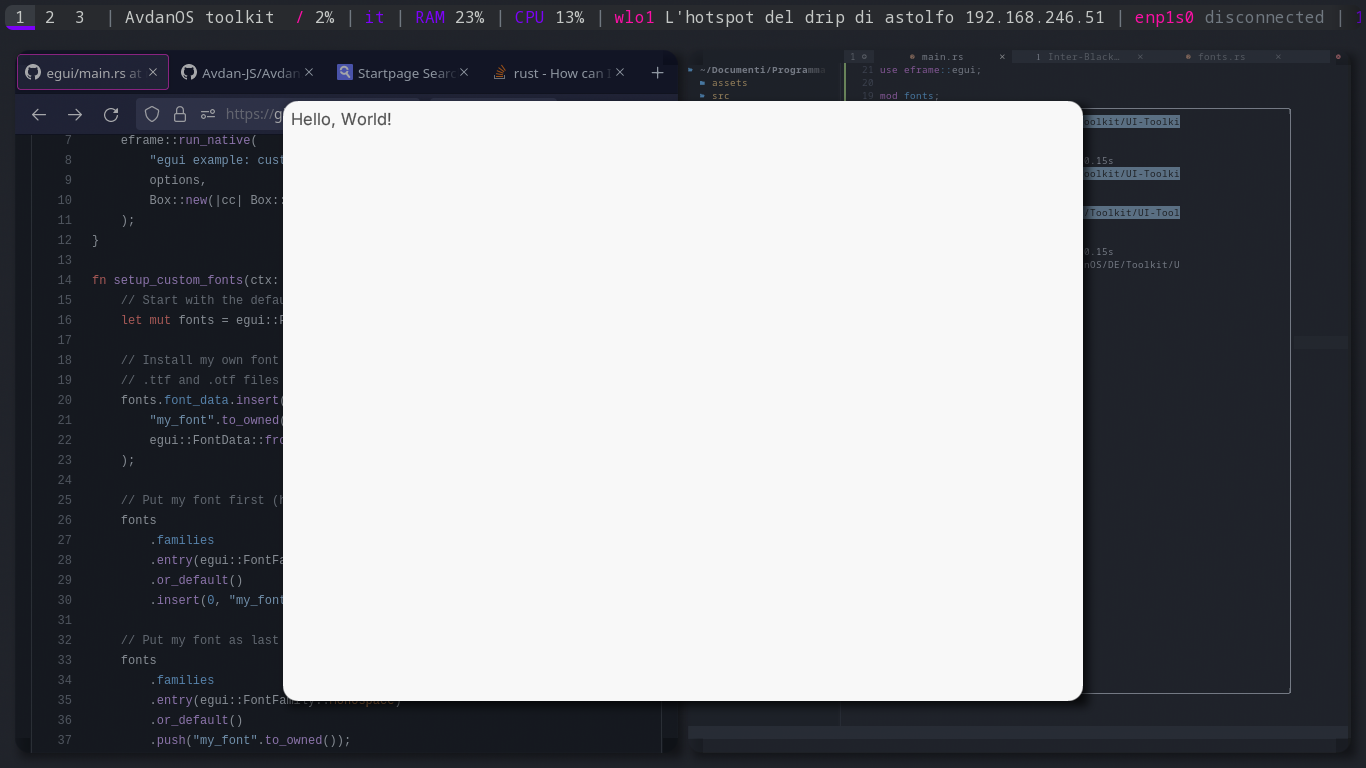 1 2 3 | AvdanOS toolkit / 2% | it | RAM 23% | CPU 13% | wlo1 L'hotspot del drip di astolfo 192.168.246.51 | enp1s0 disconnected |
egui/main.rs at × Avdan-JS/Avdan × Startpage Searc × rust - How can I × +
https://g
7 eframe::run_native(
8 "egui example: cust
9 options,
10 Box::new(|cc| Box::
11 );
12 }
13
14 fn setup_custom_fonts(ctx:
15 // Start with the defau
16 let mut fonts = egui::F
17
18 // Install my own font
19 // .ttf and .otf files
20 fonts.font_data.insert(
21 "my_font".to_owned(
22 egui::FontData::fro
23 );
24
25 // Put my font first (h
26 fonts
27 .families
28 .entry(egui::FontFa
29 .or_default()
30 .insert(0, "my_font
31
32 // Put my font as last
33 fonts
34 .families
35 .entry(egui::FontFamily::Monospace)
36 .or_default()
37 .push("my_font".to_owned());
Hello, World!
~/Documenti/Programma
assets
src
1 main.rs × 1 Inter-Black… × fonts.rs ×
21 use eframe::egui;
20
19 mod fonts;
oolkit/UI-Toolki
0.15s
oolkit/UI-Toolki
/Toolkit/UI-Tool
0.15s
nOS/DE/Toolkit/U